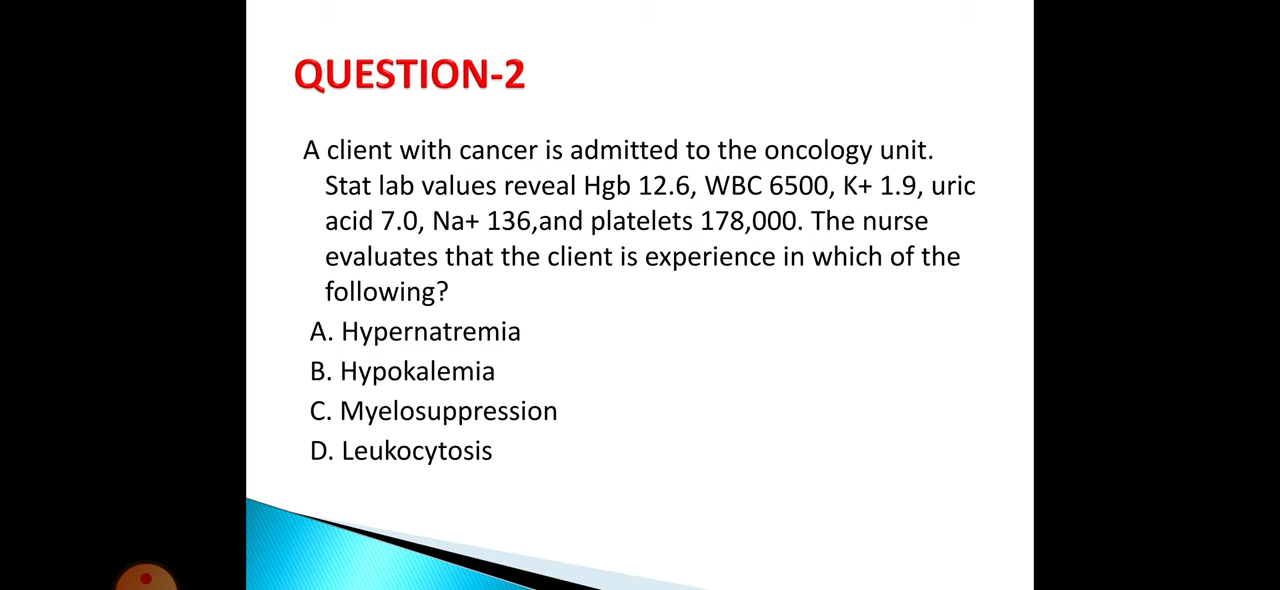 QUESTION-2
A client with cancer is admitted to the oncology unit.
Stat lab values reveal Hgb 12.6, WBC 6500, K+ 1.9, uric
acid 7.0, Na+ 136,and platelets 178,000. The nurse
evaluates that the client is experience in which of the
following?
A. Hypernatremia
B. Hypokalemia
C. Myelosuppression
D. Leukocytosis